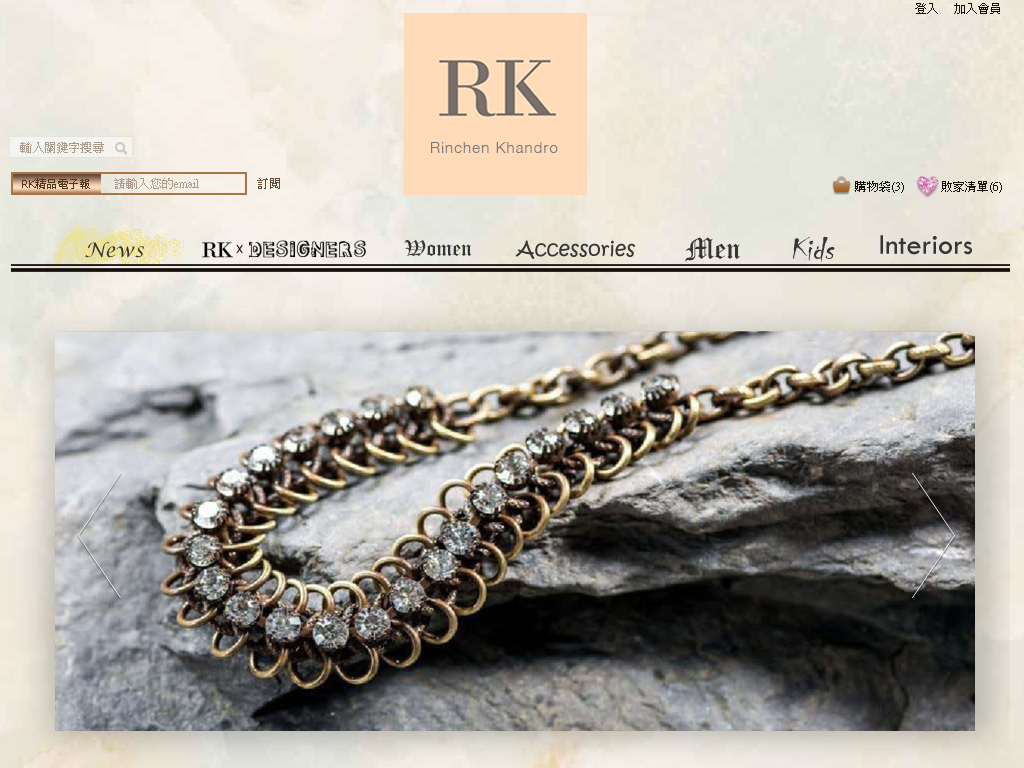 登入 加入會員
RK
Rinchen Khandro
輸入關鍵字搜尋
RK精品電子報 請輸入您的email 訂閱
購物袋(3) 敗家清單(6)
News RK x DESIGNERS Women Accessories Men Kids Interiors